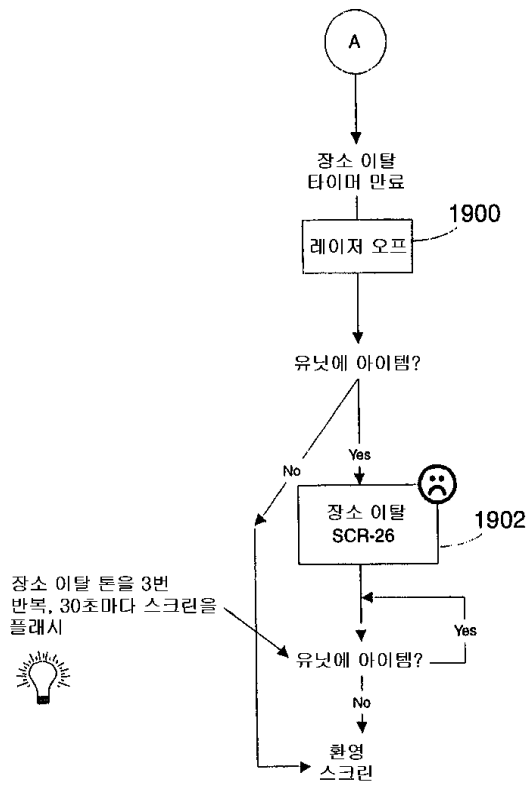 A
장소 이탈
타이머 만료
1900
레이저 오프
유닛에 아이템?
No
Yes
장소 이탈
SCR-26
1902
장소 이탈 톤을 3번
반복, 30초마다 스크린을
플래시
Yes
유닛에 아이템?
No
환영
스크린